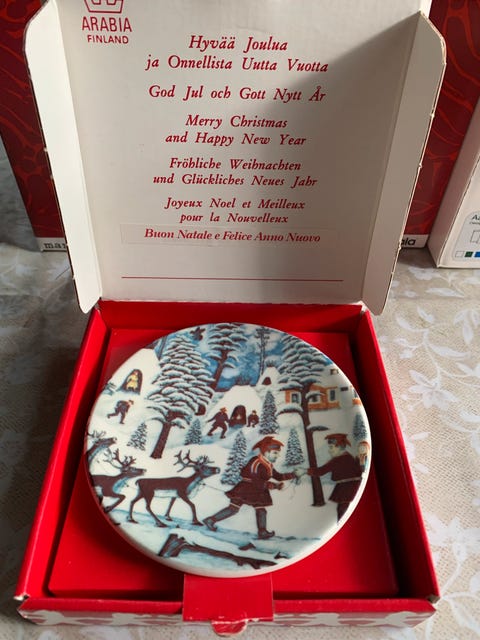 ARABIA
FINLAND
Hyvää Joulua
ja Onnellista Uutta Vuotta
God Jul och Gott Nytt År
Merry Christmas
and Happy New Year
Fröhliche Weihnachten
und Glückliches Neues Jahr
Joyeux Noel et Meilleux
pour la Nouvelleux
Buon Natale e Felice Anno Nuovo